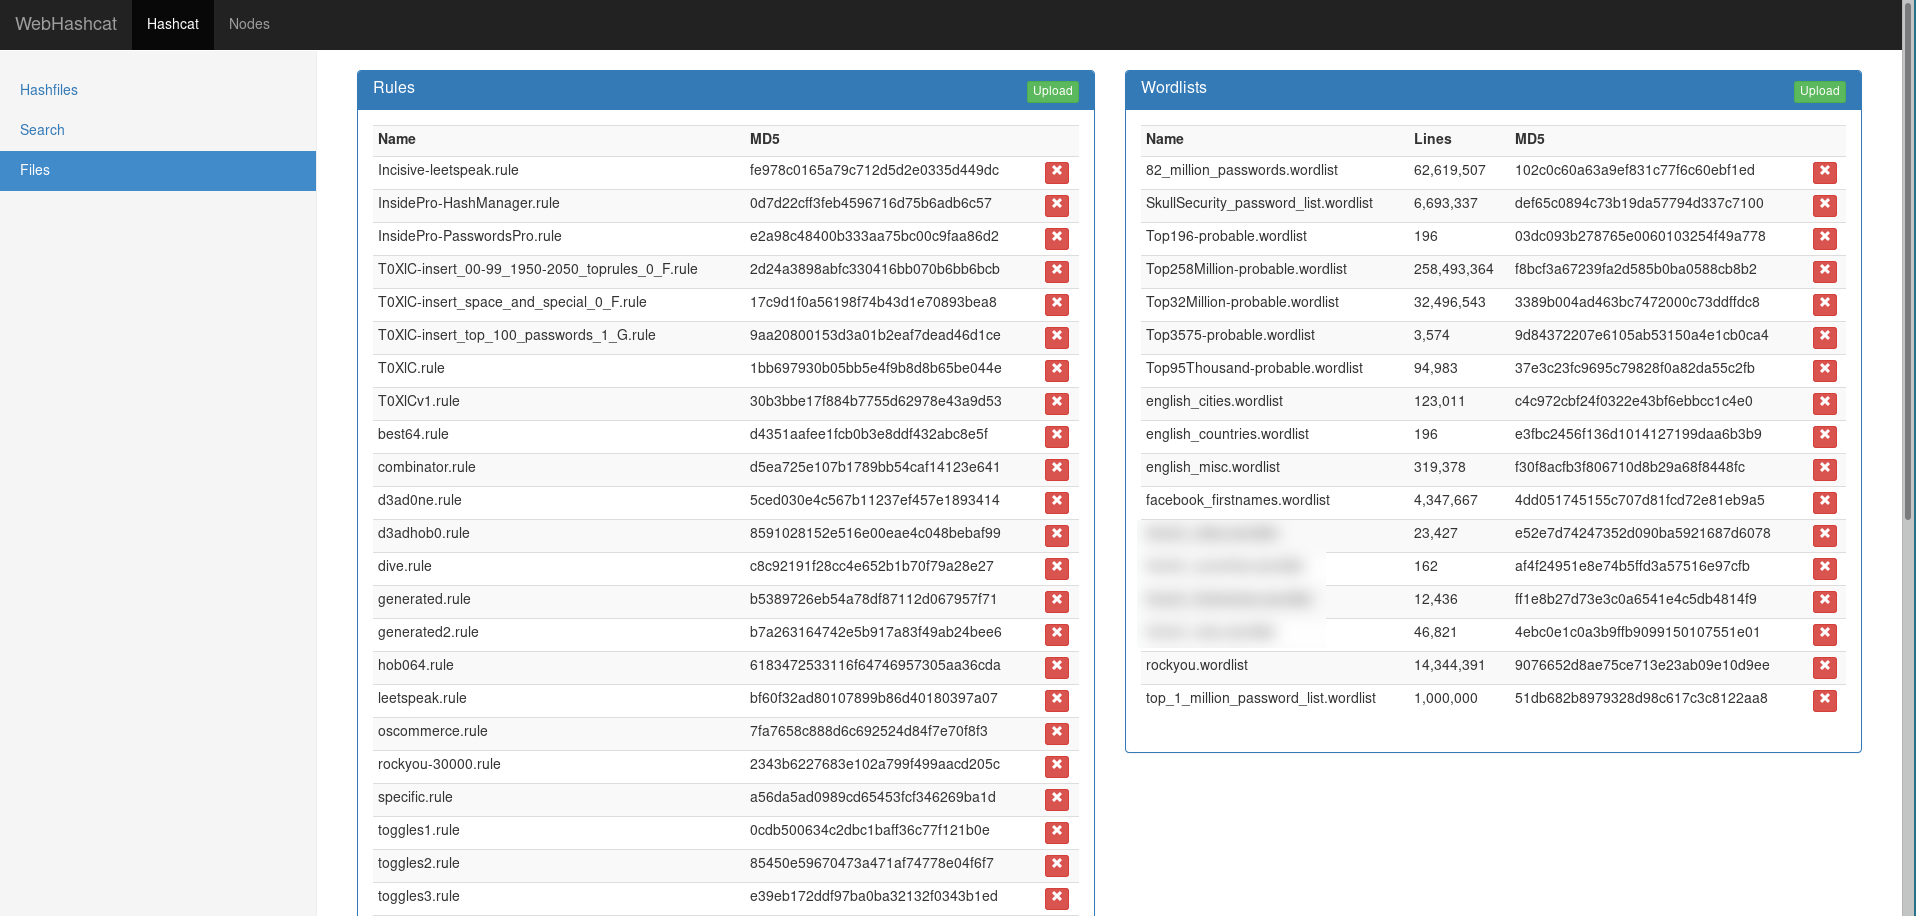 WebHashcat Hashcat Nodes
Hashfiles
Search
Files
Rules Upload
Name MD5
Incisive-leetspeak.rule fe978c0165a79c712d5d2e0335d449dc
InsidePro-HashManager.rule 0d7d22cff3feb4596716d75b6adb6c57
InsidePro-PasswordsPro.rule e2a98c48400b333aa75bc00c9faa86d2
T0XlC-insert_00-99_1950-2050_toprules_0_F.rule 2d24a3898abfc330416bb070b6bb6bcb
T0XlC-insert_space_and_special_0_F.rule 17c9d1f0a56198f74b43d1e70893bea8
T0XlC-insert_top_100_passwords_1_G.rule 9aa20800153d3a01b2eaf7dead46d1ce
T0XlC.rule 1bb697930b05bb5e4f9b8d8b65be044e
T0XlCv1.rule 30b3bbe17f884b7755d62978e43a9d53
best64.rule d4351aafee1fcb0b3e8ddf432abc8e5f
combinator.rule d5ea725e107b1789bb54caf14123e641
d3ad0ne.rule 5ced030e4c567b11237ef457e1893414
d3adhob0.rule 8591028152e516e00eae4c048bebaf99
dive.rule c8c92191f28cc4e652b1b70f79a28e27
generated.rule b5389726eb54a78df87112d067957f71
generated2.rule b7a263164742e5b917a83f49ab24bee6
hob064.rule 6183472533116f64746957305aa36cda
leetspeak.rule bf60f32ad80107899b86d40180397a07
oscommerce.rule 7fa7658c888d6c692524d84f7e70f8f3
rockyou-30000.rule 2343b6227683e102a799f499aacd205c
specific.rule a56da5ad0989cd65453fcf346269ba1d
toggles1.rule 0cdb500634c2dbc1baff36c77f121b0e
toggles2.rule 85450e59670473a471af74778e04f6f7
toggles3.rule e39eb172ddf97ba0ba32132f0343b1ed
Wordlists Upload
Name Lines MD5
82_million_passwords.wordlist 62,619,507 102c0c60a63a9ef831c77f6c60ebf1ed
SkullSecurity_password_list.wordlist 6,693,337 def65c0894c73b19da57794d337c7100
Top196-probable.wordlist 196 03dc093b278765e0060103254f49a778
Top258Million-probable.wordlist 258,493,364 f8bcf3a67239fa2d585b0ba0588cb8b2
Top32Million-probable.wordlist 32,496,543 3389b004ad463bc7472000c73ddffdc8
Top3575-probable.wordlist 3,574 9d84372207e6105ab53150a4e1cb0ca4
Top95Thousand-probable.wordlist 94,983 37e3c23fc9695c79828f0a82da55c2fb
english_cities.wordlist 123,011 c4c972cbf24f0322e43bf6ebbcc1c4e0
english_countries.wordlist 196 e3fbc2456f136d1014127199daa6b3b9
english_misc.wordlist 319,378 f30f8acfb3f806710d8b29a68f8448fc
facebook_firstnames.wordlist 4,347,667 4dd051745155c707d81fcd72e81eb9a5
23,427 e52e7d74247352d090ba5921687d6078
162 af4f24951e8e74b5ffd3a57516e97cfb
12,436 ff1e8b27d73e3c0a6541e4c5db4814f9
46,821 4ebc0e1c0a3b9ffb9099150107551e01
rockyou.wordlist 14,344,391 9076652d8ae75ce713e23ab09e10d9ee
top_1_million_password_list.wordlist 1,000,000 51db682b8979328d98c617c3c8122aa8